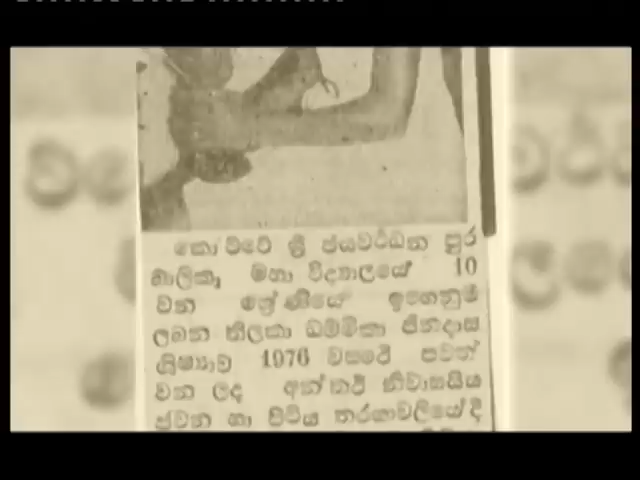 කෝට්ටේ ශ්‍රී ජයවර්ධන පුර
බාලිකා මහා විද්‍යාලයේ 10
වන ශ්‍රේණියේ ඉගෙනුම්
ලබන තිලකා ධම්මිකා ජිනදාස
ශිෂ්‍යාව 1976 වසරේ පවත්
වන ලද අන්තර් නිවාසයීය
ජවන හා පිටිය තරඟාවලියේදී